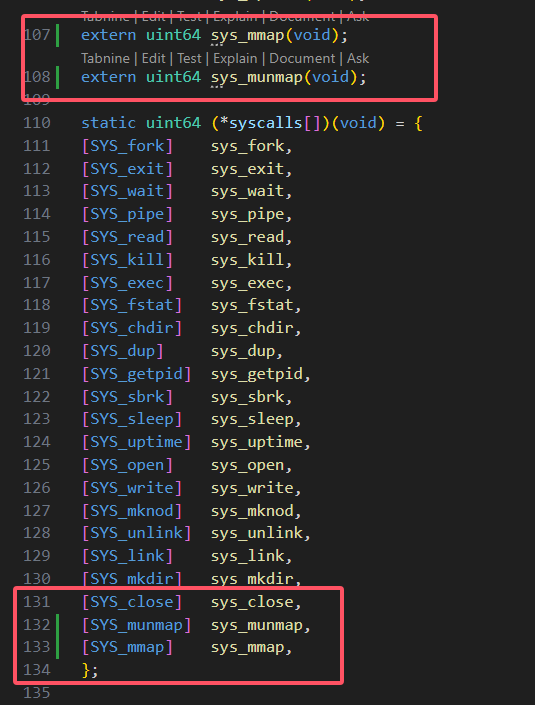 Tabnine | Edit | Test | Explain | Document | Ask
107 extern uint64 sys_mmap(void);
Tabnine | Edit | Test | Explain | Document | Ask
108 extern uint64 sys_munmap(void);
109
110 static uint64 (*syscalls[])(void) = {
111 [SYS_fork]    sys_fork,
112 [SYS_exit]    sys_exit,
113 [SYS_wait]    sys_wait,
114 [SYS_pipe]    sys_pipe,
115 [SYS_read]    sys_read,
116 [SYS_kill]    sys_kill,
117 [SYS_exec]    sys_exec,
118 [SYS_fstat]   sys_fstat,
119 [SYS_chdir]   sys_chdir,
120 [SYS_dup]     sys_dup,
121 [SYS_getpid]  sys_getpid,
122 [SYS_sbrk]    sys_sbrk,
123 [SYS_sleep]   sys_sleep,
124 [SYS_uptime]  sys_uptime,
125 [SYS_open]    sys_open,
126 [SYS_write]   sys_write,
127 [SYS_mknod]   sys_mknod,
128 [SYS_unlink]  sys_unlink,
129 [SYS_link]    sys_link,
130 [SYS_mkdir]   sys_mkdir,
131 [SYS_close]   sys_close,
132 [SYS_munmap]  sys_munmap,
133 [SYS_mmap]    sys_mmap,
134 };
135